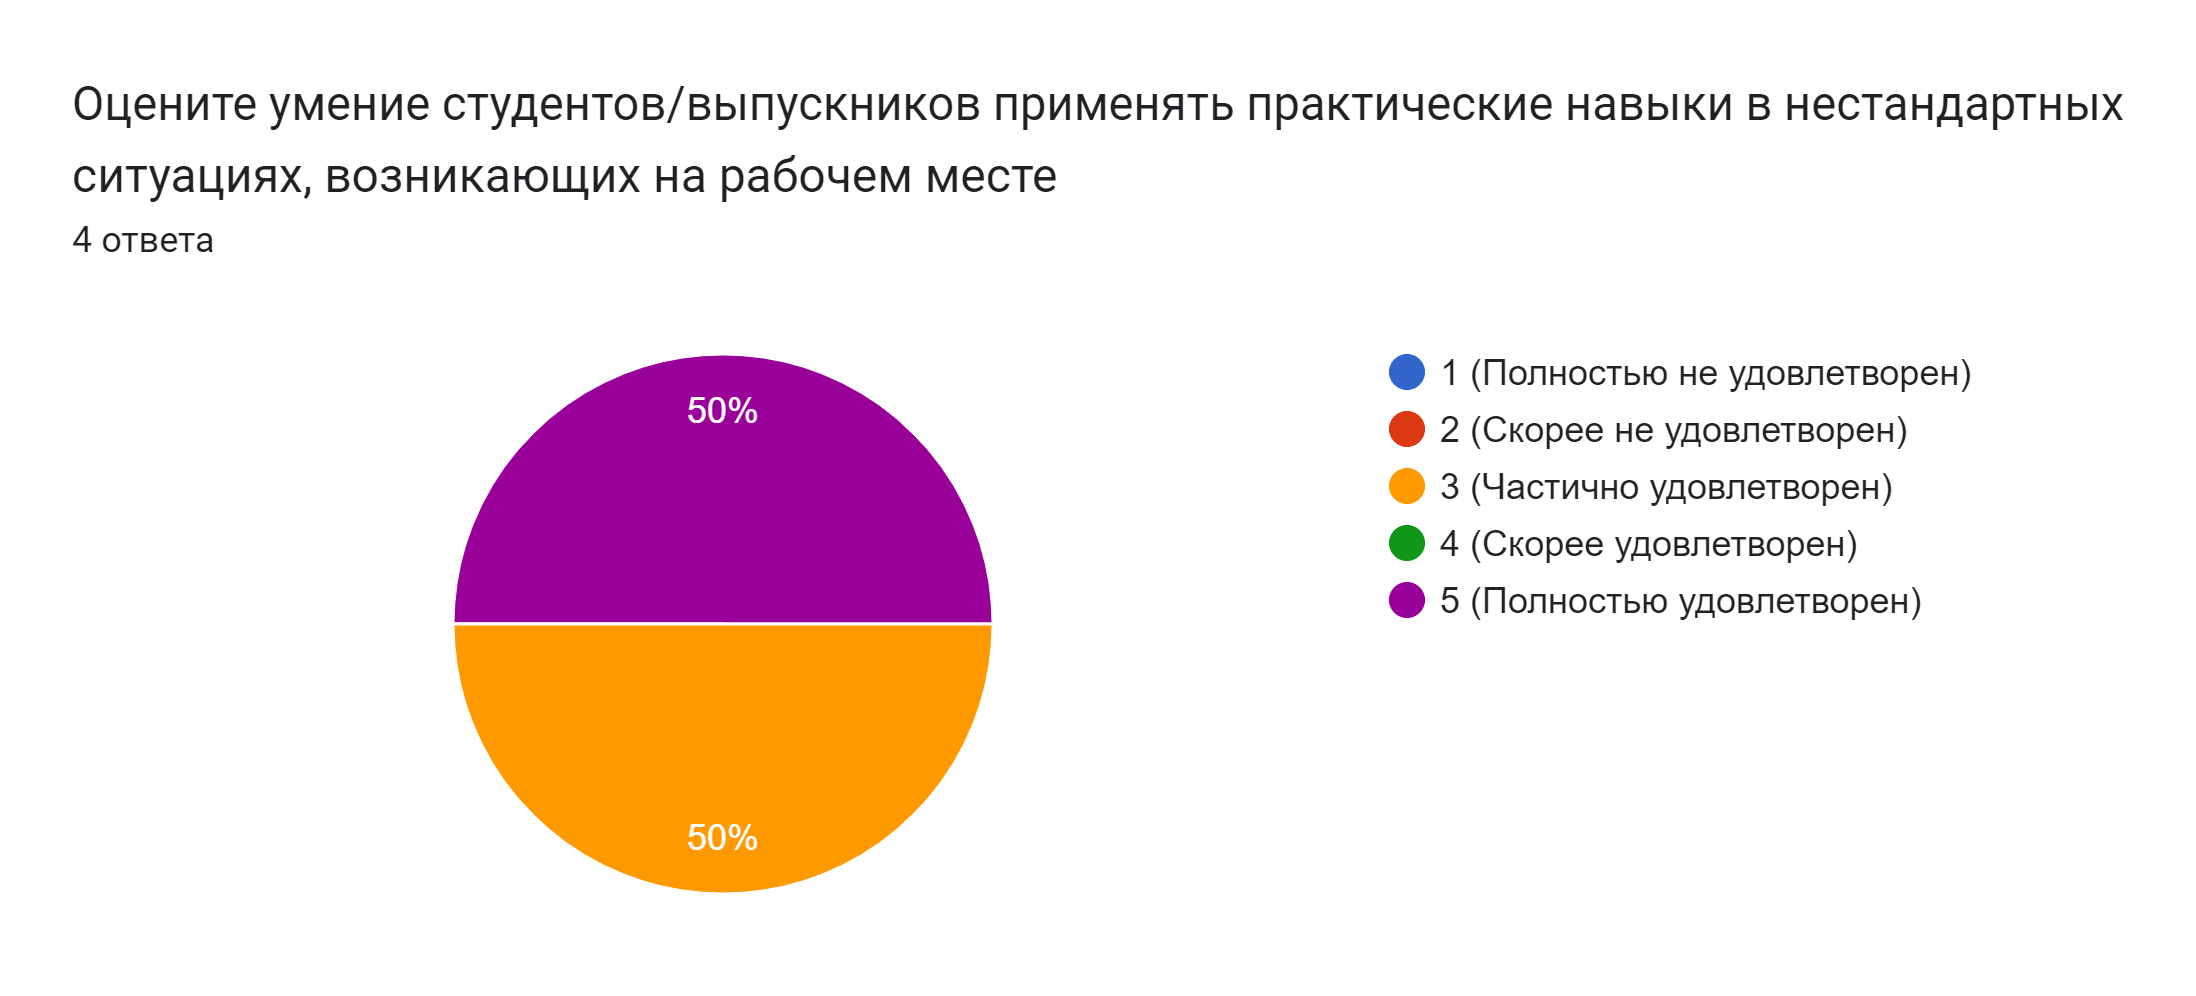 Оцените умение студентов/выпускников применять практические навыки в нестандартных
ситуациях, возникающих на рабочем месте
4 ответа
50%
50%
1 (Полностью не удовлетворен)
2 (Скорее не удовлетворен)
3 (Частично удовлетворен)
4 (Скорее удовлетворен)
5 (Полностью удовлетворен)